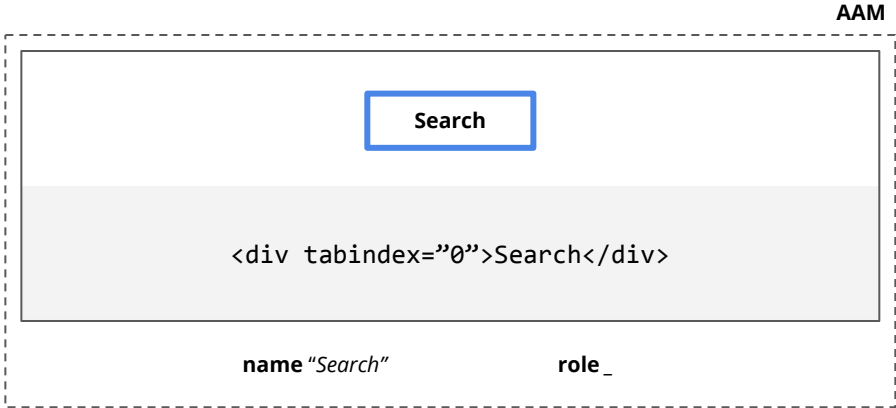 AAM
Search
<div tabindex=”0”>Search</div>
name “Search”
role _